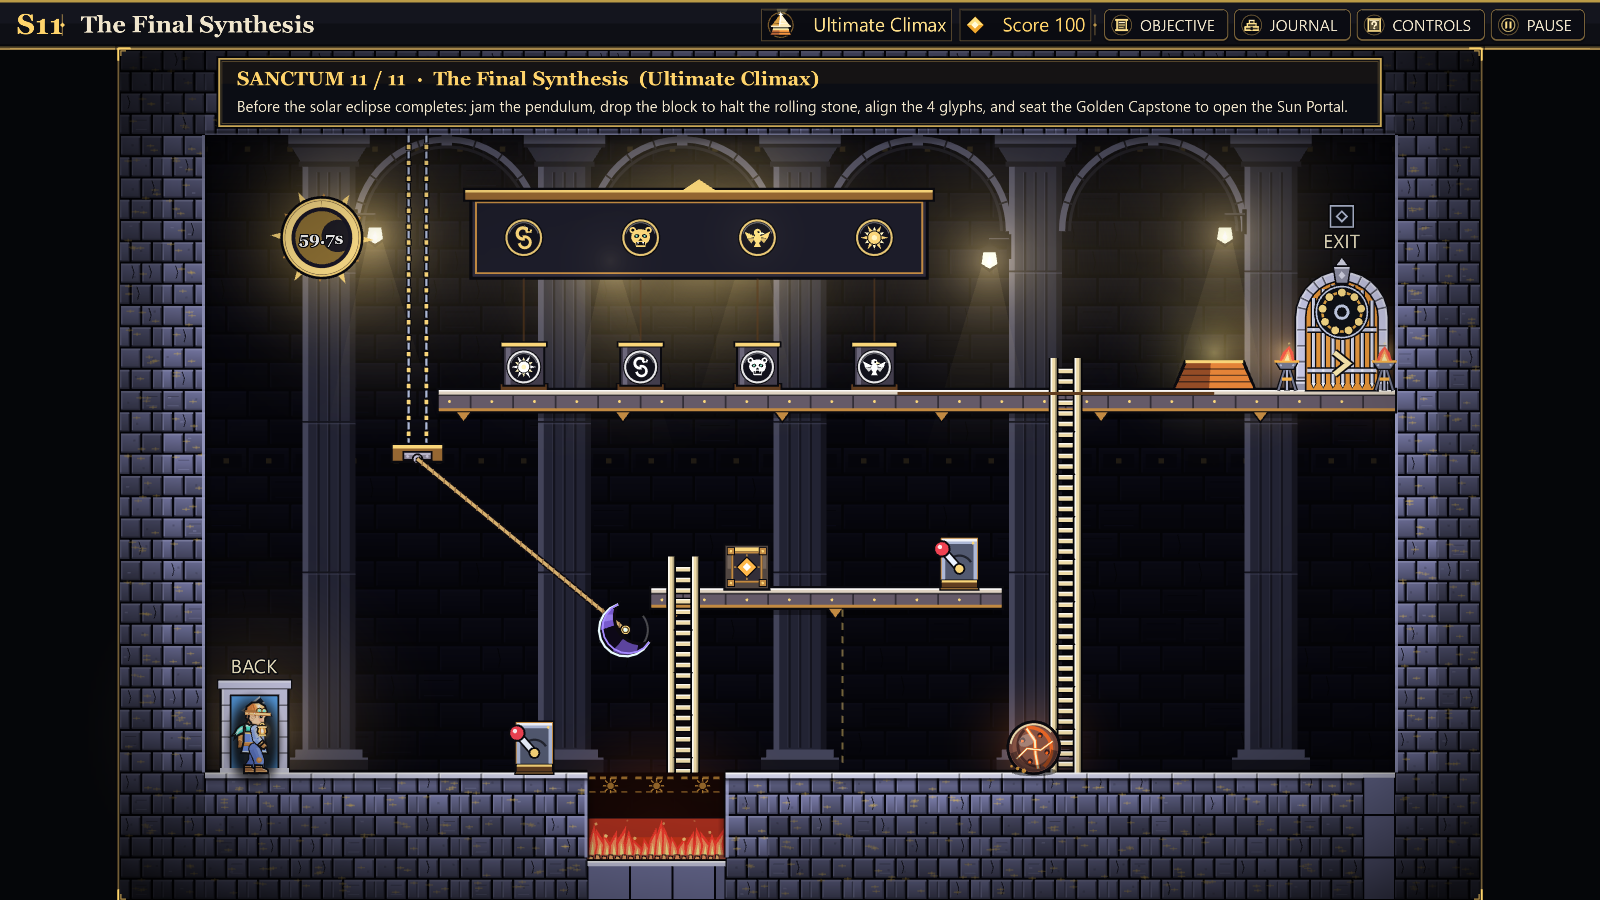 S11 The Final Synthesis
Ultimate Climax
Score 100
OBJECTIVE
JOURNAL
CONTROLS
PAUSE
SANCTUM 11 / 11 · The Final Synthesis (Ultimate Climax)
Before the solar eclipse completes: jam the pendulum, drop the block to halt the rolling stone, align the 4 glyphs, and seat the Golden Capstone to open the Sun Portal.
59.7s
EXIT
BACK